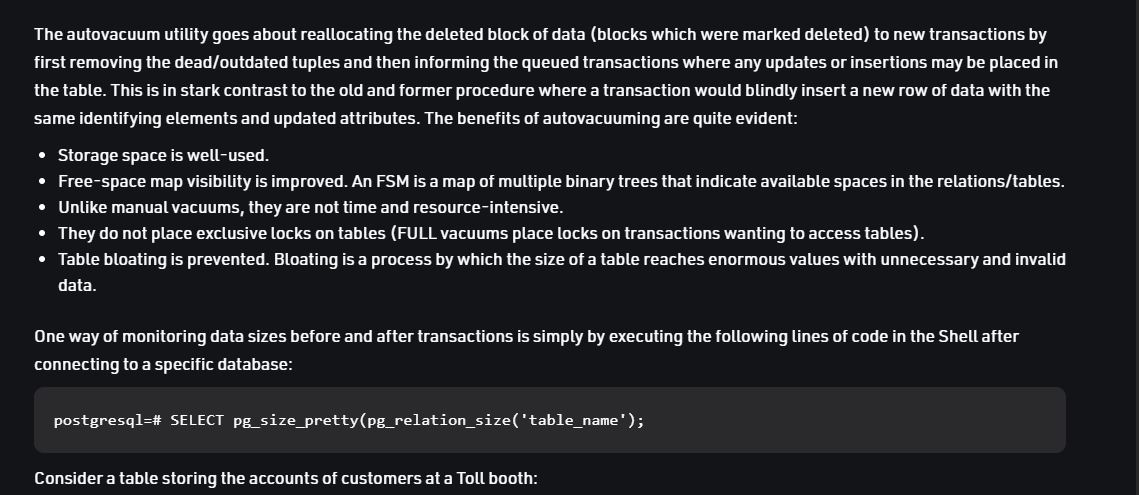 The autovacuum utility goes about reallocating the deleted block of data (blocks which were marked deleted) to new transactions by
first removing the dead/outdated tuples and then informing the queued transactions where any updates or insertions may be placed in
the table. This is in stark contrast to the old and former procedure where a transaction would blindly insert a new row of data with the
same identifying elements and updated attributes. The benefits of autovacuuming are quite evident:
• Storage space is well-used.
• Free-space map visibility is improved. An FSM is a map of multiple binary trees that indicate available spaces in the relations/tables.
• Unlike manual vacuums, they are not time and resource-intensive.
• They do not place exclusive locks on tables (FULL vacuums place locks on transactions wanting to access tables).
• Table bloating is prevented. Bloating is a process by which the size of a table reaches enormous values with unnecessary and invalid
data.
One way of monitoring data sizes before and after transactions is simply by executing the following lines of code in the Shell after
connecting to a specific database:
postgresql=# SELECT pg_size_pretty(pg_relation_size('table_name');
Consider a table storing the accounts of customers at a Toll booth: